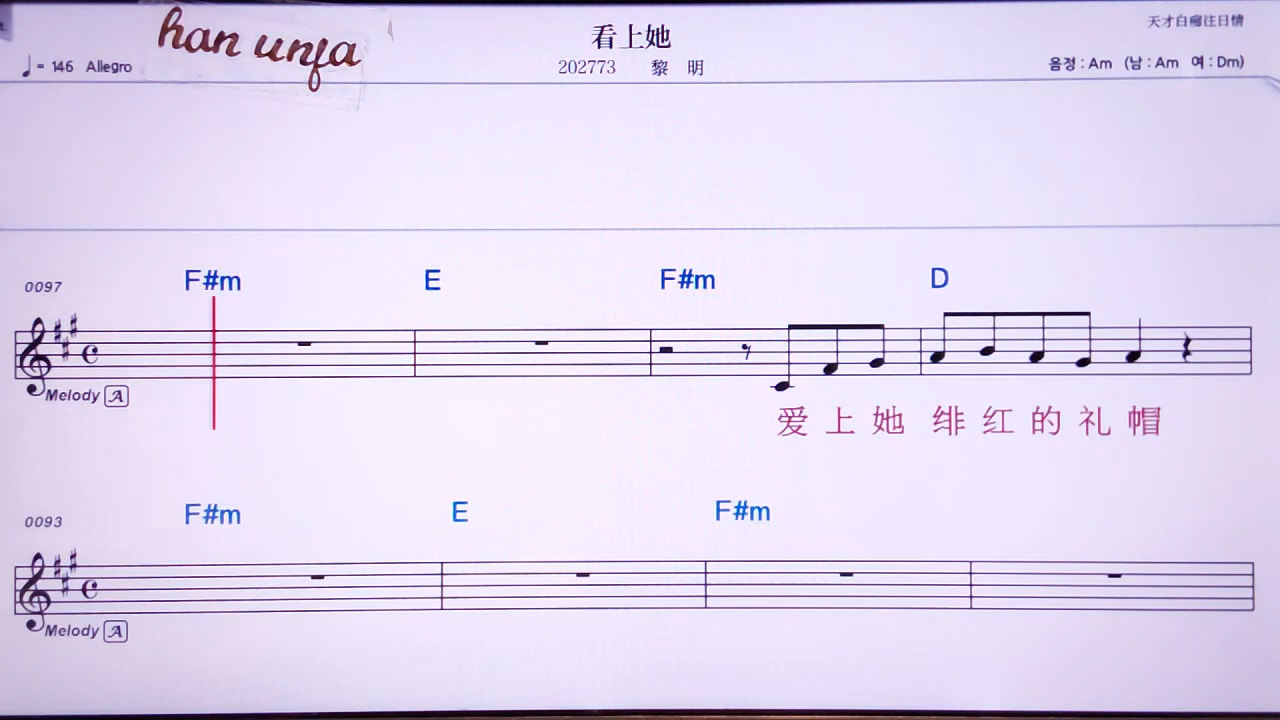 han unfa
看上她
天才白痴往日情
♩= 146 Allegro
202773 黎 明
음정 : Am (남 : Am 여 : Dm)
F#m E F#m D
0097
Melody A
爱 上 她 绯 红 的 礼 帽
F#m E F#m
0093
Melody A